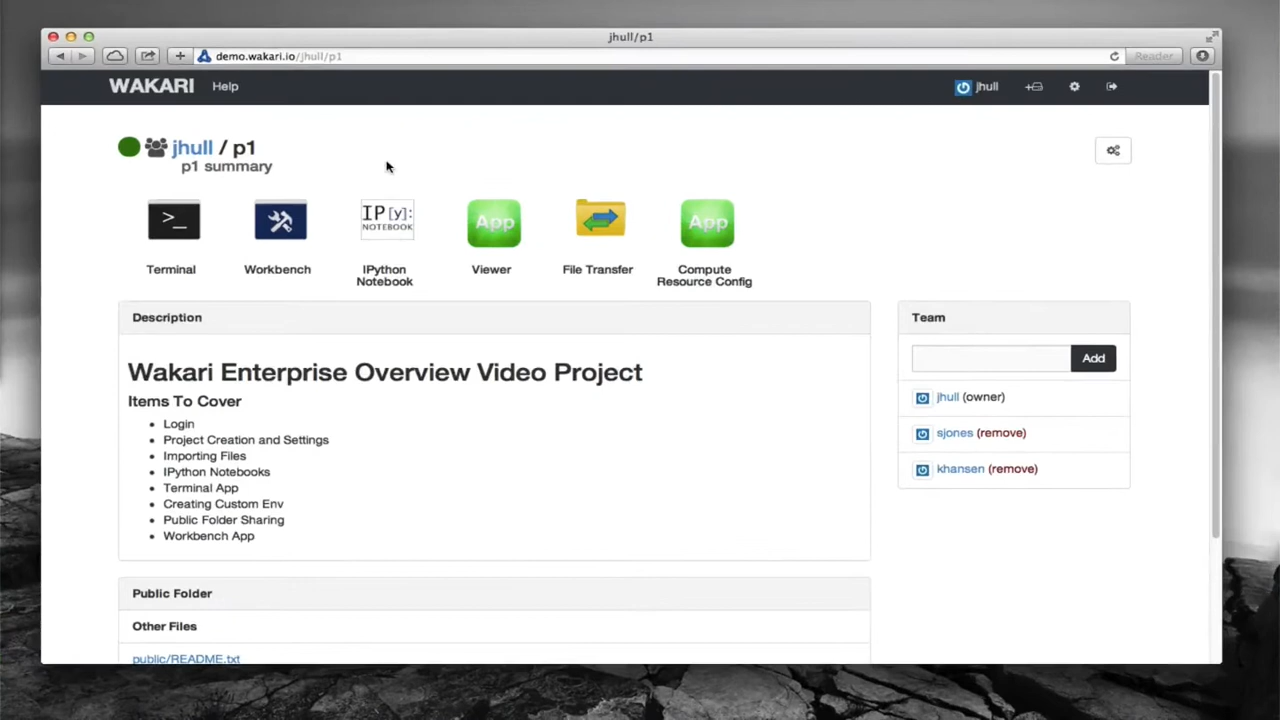 jhull/p1
demo.wakari.io/jhull/p1
Reader
WAKARI Help jhull
jhull / p1
p1 summary
>_
IP[y]:
NOTEBOOK
App
App
Terminal
Workbench
IPython
Notebook
Viewer
File Transfer
Compute
Resource Config
Description
Wakari Enterprise Overview Video Project
Items To Cover
• Login
• Project Creation and Settings
• Importing Files
• IPython Notebooks
• Terminal App
• Creating Custom Env
• Public Folder Sharing
• Workbench App
Public Folder
Other Files
public/README.txt
Team
Add
jhull (owner)
sjones (remove)
khansen (remove)